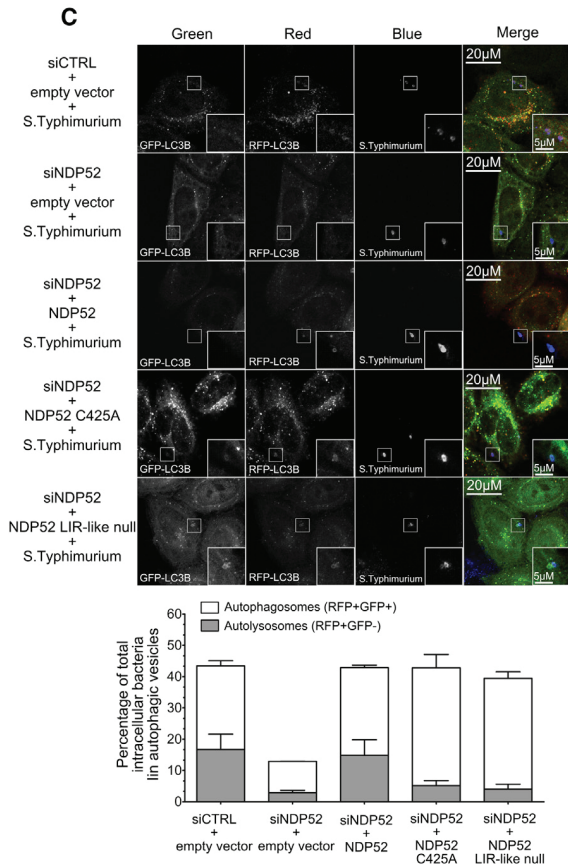 C
Green Red Blue Merge
siCTRL
+
empty vector
+
S.Typhimurium
GFP-LC3B RFP-LC3B S.Typhimurium 20µM 5µM
siNDP52
+
empty vector
+
S.Typhimurium
GFP-LC3B RFP-LC3B S.Typhimurium 20µM 5µM
siNDP52
+
NDP52
+
S.Typhimurium
GFP-LC3B RFP-LC3B S.Typhimurium 20µM 5µM
siNDP52
+
NDP52 C425A
+
S.Typhimurium
GFP-LC3B RFP-LC3B S.Typhimurium 20µM 5µM
siNDP52
+
NDP52 LIR-like null
+
S.Typhimurium
GFP-LC3B RFP-LC3B S.Typhimurium 20µM 5µM
Percentage of total
intracellular bacteria
Iin autophagic vesicles
60
50
40
30
20
10
0
Autophagosomes (RFP+GFP+)
Autolysosomes (RFP+GFP-)
siCTRL
+
empty vector
siNDP52
+
empty vector
siNDP52
+
NDP52
siNDP52
+
NDP52
C425A
siNDP52
+
NDP52
LIR-like null